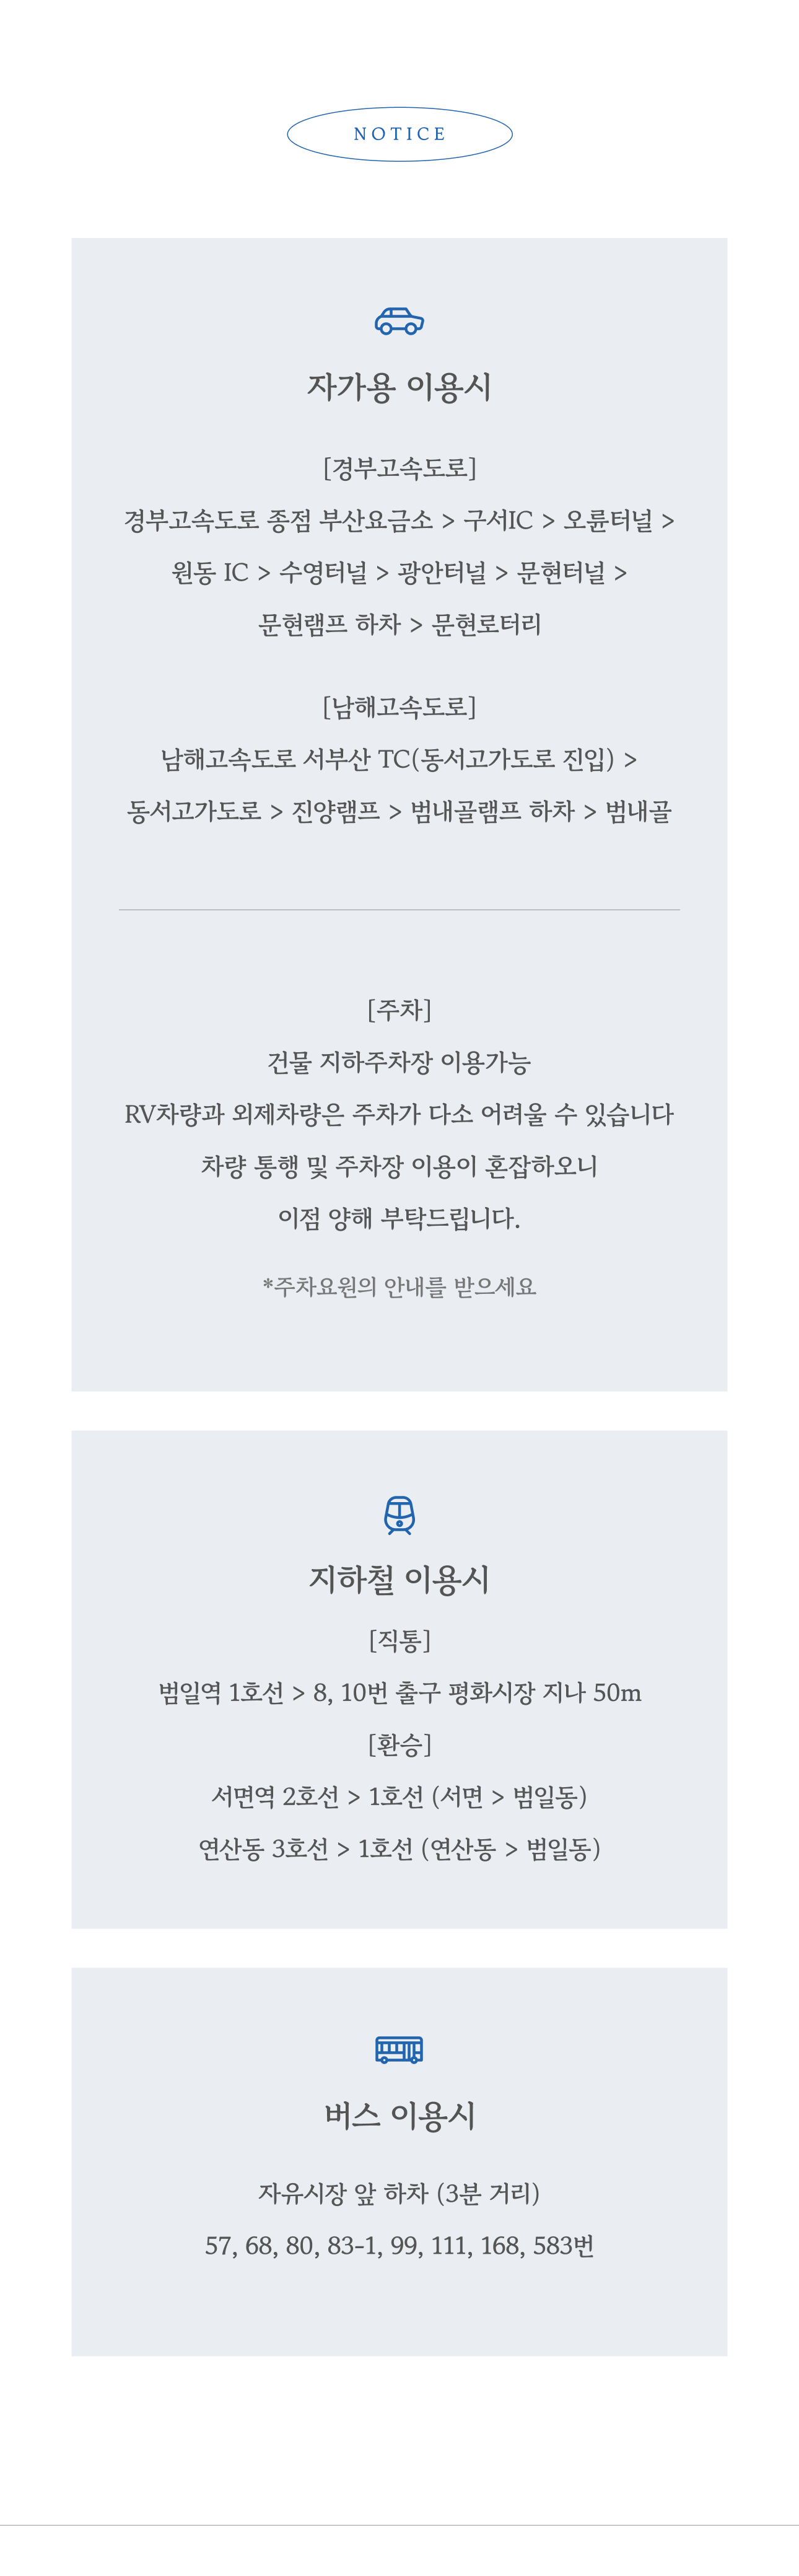 NOTICE
자가용 이용시
[경부고속도로]
경부고속도로 종점 부산요금소 > 구서IC > 오륜터널 >
원동 IC > 수영터널 > 광안터널 > 문현터널 >
문현램프 하차 > 문현로터리
[남해고속도로]
남해고속도로 서부산 TC(동서고가도로 진입) >
동서고가도로 > 진양램프 > 범내골램프 하차 > 범내골
[주차]
건물 지하주차장 이용가능
RV차량과 외제차량은 주차가 다소 어려울 수 있습니다
차량 통행 및 주차장 이용이 혼잡하오니
이점 양해 부탁드립니다.
*주차요원의 안내를 받으세요
지하철 이용시
[직통]
범일역 1호선 > 8, 10번 출구 평화시장 지나 50m
[환승]
서면역 2호선 > 1호선 (서면 > 범일동)
연산동 3호선 > 1호선 (연산동 > 범일동)
버스 이용시
자유시장 앞 하차 (3분 거리)
57, 68, 80, 83-1, 99, 111, 168, 583번